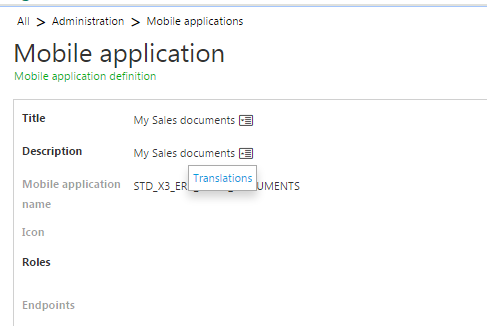 All > Administration > Mobile applications
Mobile application
Mobile application definition
Title My Sales documents
Description My Sales documents
Translations
Mobile application name STD_X3_ER UMENTS
Icon
Roles
Endpoints